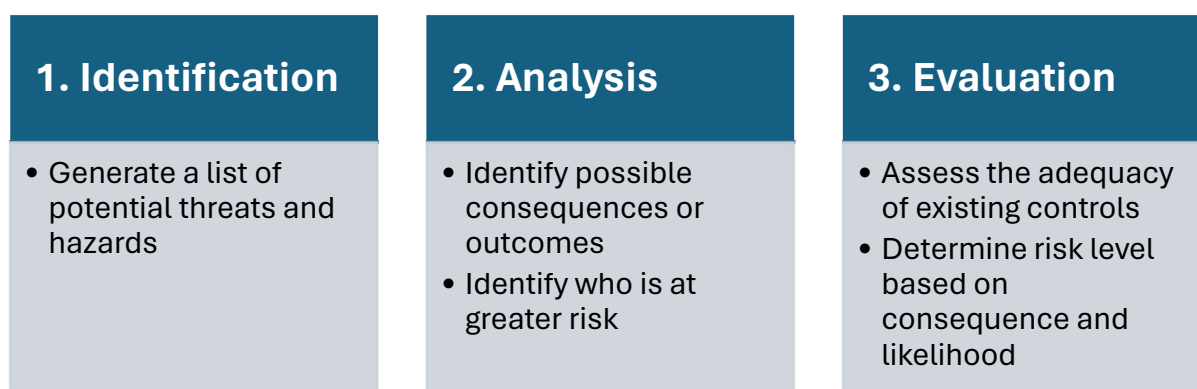 1. Identification
• Generate a list of
potential threats and
hazards
2. Analysis
• Identify possible
consequences or
outcomes
• Identify who is at
greater risk
3. Evaluation
• Assess the adequacy
of existing controls
• Determine risk level
based on
consequence and
likelihood